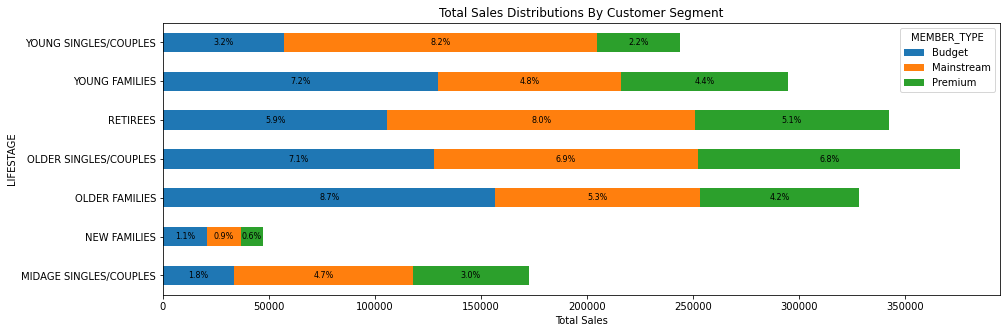 Total Sales Distributions By Customer Segment
MEMBER_TYPE
Budget
Mainstream
Premium
LIFESTAGE
YOUNG SINGLES/COUPLES 3.2% 8.2% 2.2%
YOUNG FAMILIES 7.2% 4.8% 4.4%
RETIREES 5.9% 8.0% 5.1%
OLDER SINGLES/COUPLES 7.1% 6.9% 6.8%
OLDER FAMILIES 8.7% 5.3% 4.2%
NEW FAMILIES 1.1% 0.9% 0.6%
MIDAGE SINGLES/COUPLES 1.8% 4.7% 3.0%
0 50000 100000 150000 200000 250000 300000 350000
Total Sales